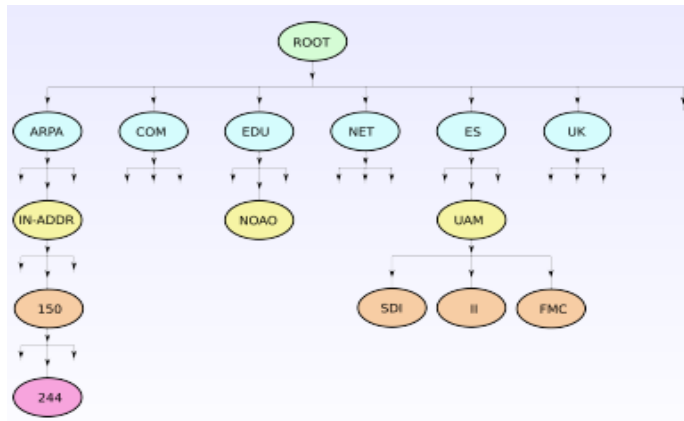 ROOT
ARPA COM EDU NET ES UK
IN-ADDR NOAO UAM
150 SDI II FMC
244